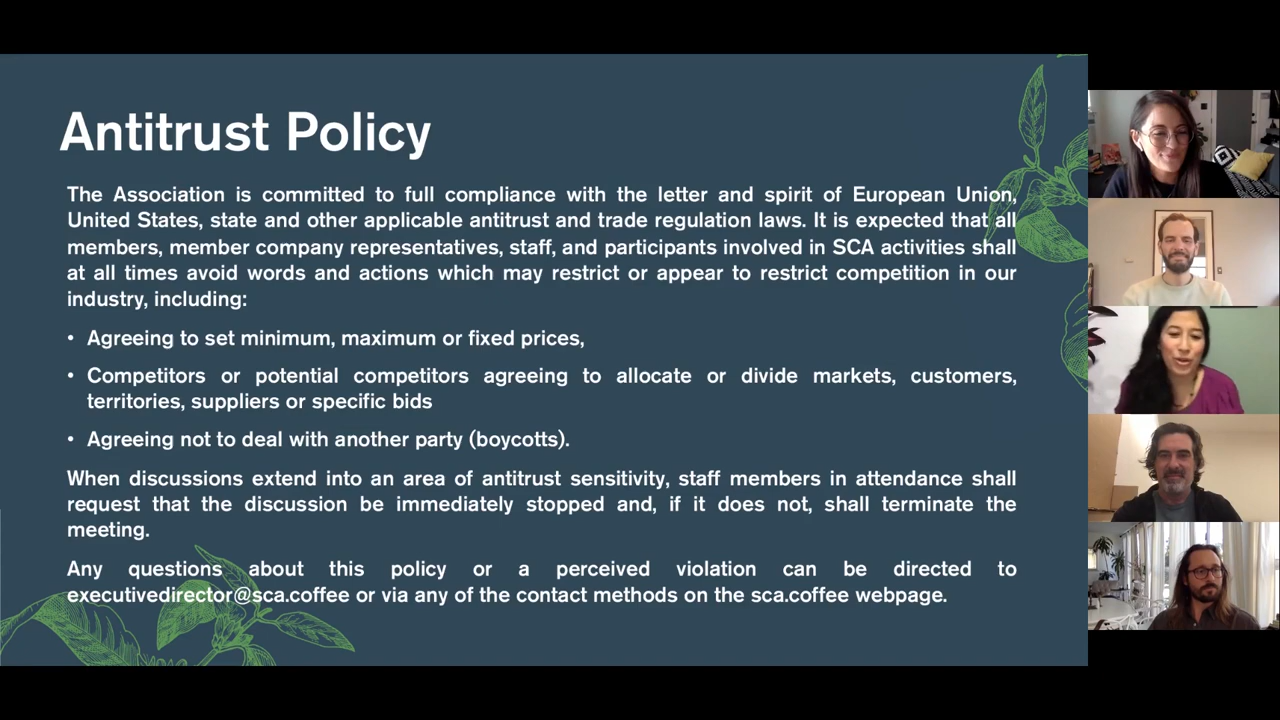 Antitrust Policy
The Association is committed to full compliance with the letter and spirit of European Union,
United States, state and other applicable antitrust and trade regulation laws. It is expected that all
members, member company representatives, staff, and participants involved in SCA activities shall
at all times avoid words and actions which may restrict or appear to restrict competition in our
industry, including:
• Agreeing to set minimum, maximum or fixed prices,
• Competitors or potential competitors agreeing to allocate or divide markets, customers,
territories, suppliers or specific bids
• Agreeing not to deal with another party (boycotts).
When discussions extend into an area of antitrust sensitivity, staff members in attendance shall
request that the discussion be immediately stopped and, if it does not, shall terminate the
meeting.
Any questions about this policy or a perceived violation can be directed to
executivedirector@sca.coffee or via any of the contact methods on the sca.coffee webpage.